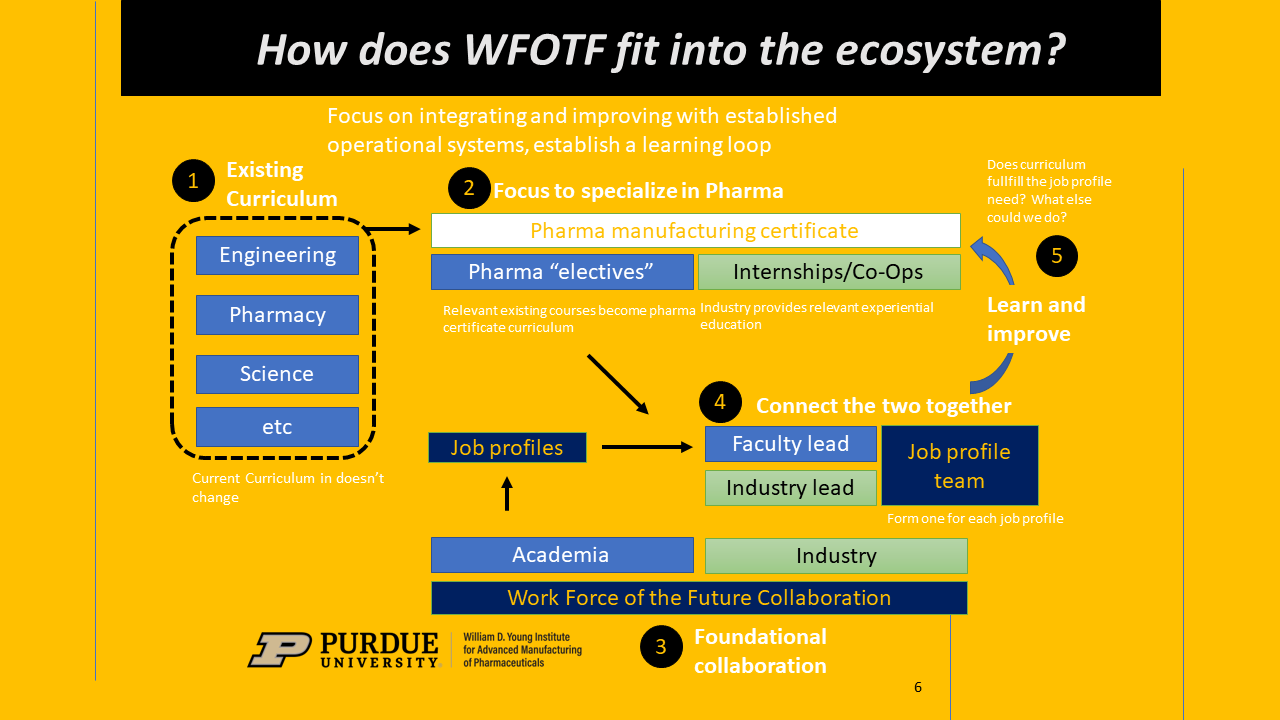 How does WFOTF fit into the ecosystem?
Focus on integrating and improving with established
operational systems, establish a learning loop
1
Existing
Curriculum
Engineering
Pharmacy
Science
etc
Current Curriculum in doesn't
change
2
Focus to specialize in Pharma
Pharma manufacturing certificate
Pharma “electives”
Internships/Co-Ops
Relevant existing courses become pharma
certificate curriculum
Industry provides relevant experiential
education
Does curriculum
fullfill the job profile
need? What else
could we do?
5
Learn and
improve
4
Connect the two together
Job profiles
Faculty lead
Industry lead
Job profile
team
Form one for each job profile
Academia
Industry
Work Force of the Future Collaboration
3
Foundational
collaboration
P
PURDUE
UNIVERSITY
William D. Young Institute
for Advanced Manufacturing
of Pharmaceuticals
6